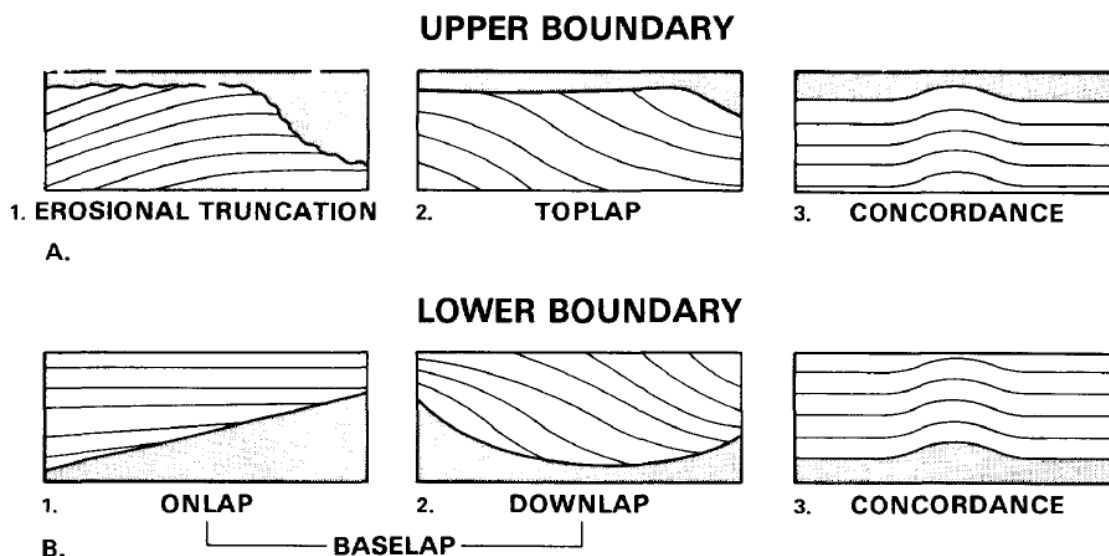 UPPER BOUNDARY
1. EROSIONAL TRUNCATION 2. TOPLAP 3. CONCORDANCE
A.
LOWER BOUNDARY
1. ONLAP 2. DOWNLAP 3. CONCORDANCE
B. BASELAP